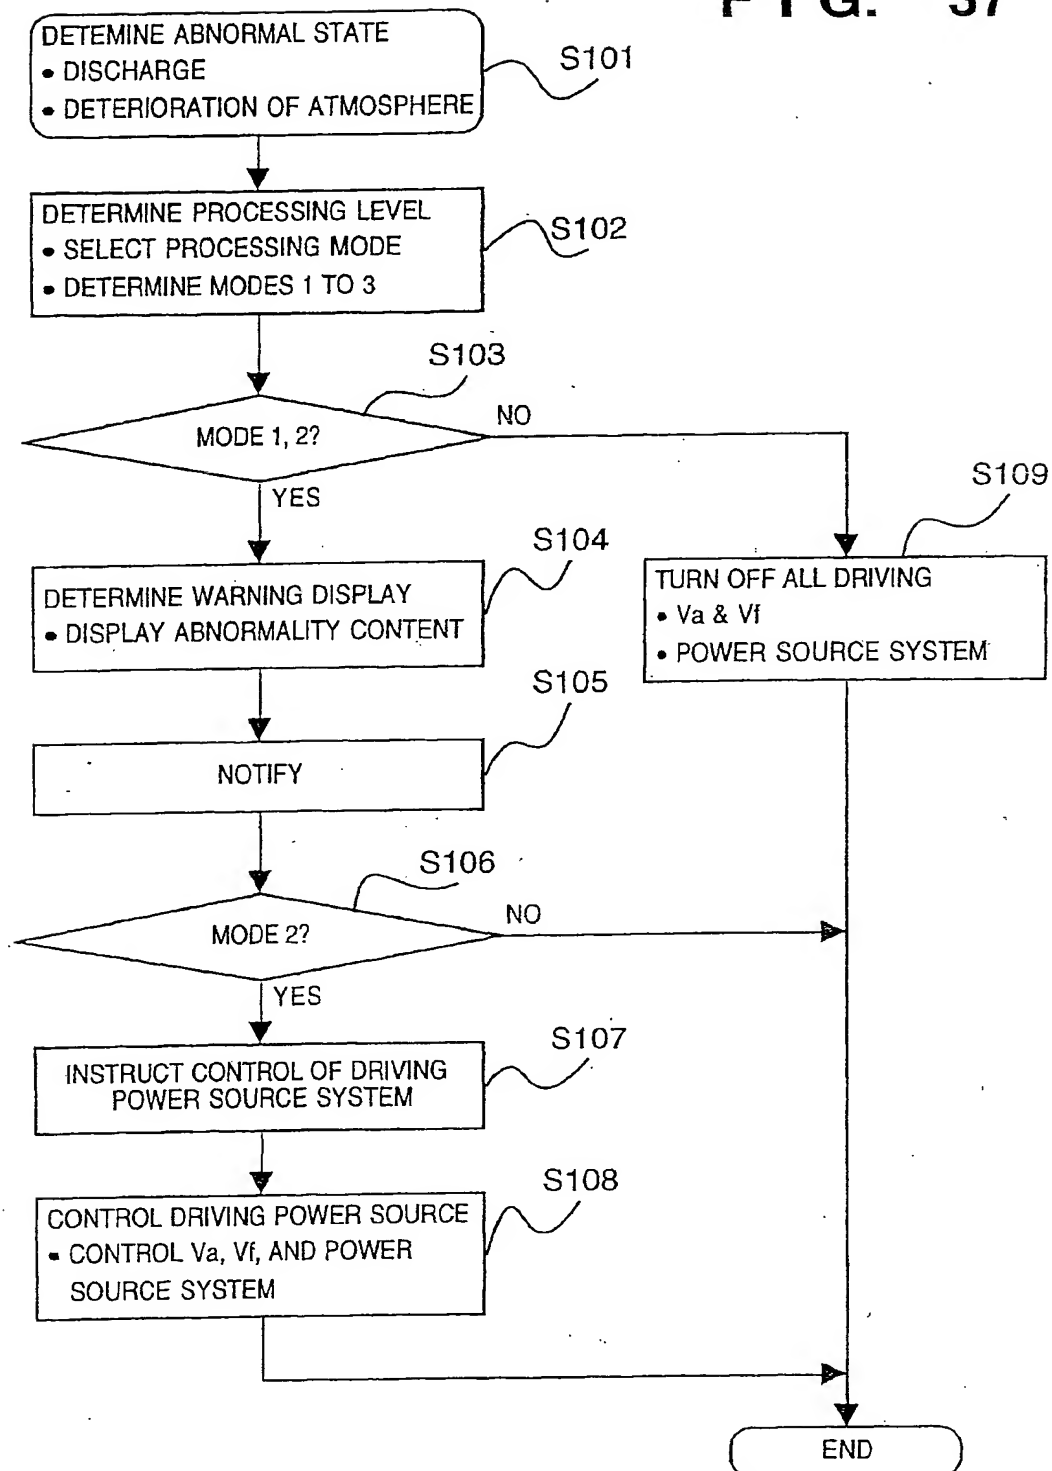 FIG. 37
DETEMINE ABNORMAL STATE
• DISCHARGE
• DETERIORATION OF ATMOSPHERE
S101
DETERMINE PROCESSING LEVEL
• SELECT PROCESSING MODE
• DETERMINE MODES 1 TO 3
S102
S103
MODE 1, 2?
NO
YES
S109
TURN OFF ALL DRIVING
• Va & Vf
• POWER SOURCE SYSTEM
S104
DETERMINE WARNING DISPLAY
• DISPLAY ABNORMALITY CONTENT
S105
NOTIFY
S106
MODE 2?
NO
YES
S107
INSTRUCT CONTROL OF DRIVING
POWER SOURCE SYSTEM
S108
CONTROL DRIVING POWER SOURCE
• CONTROL Va, Vf, AND POWER
SOURCE SYSTEM
END